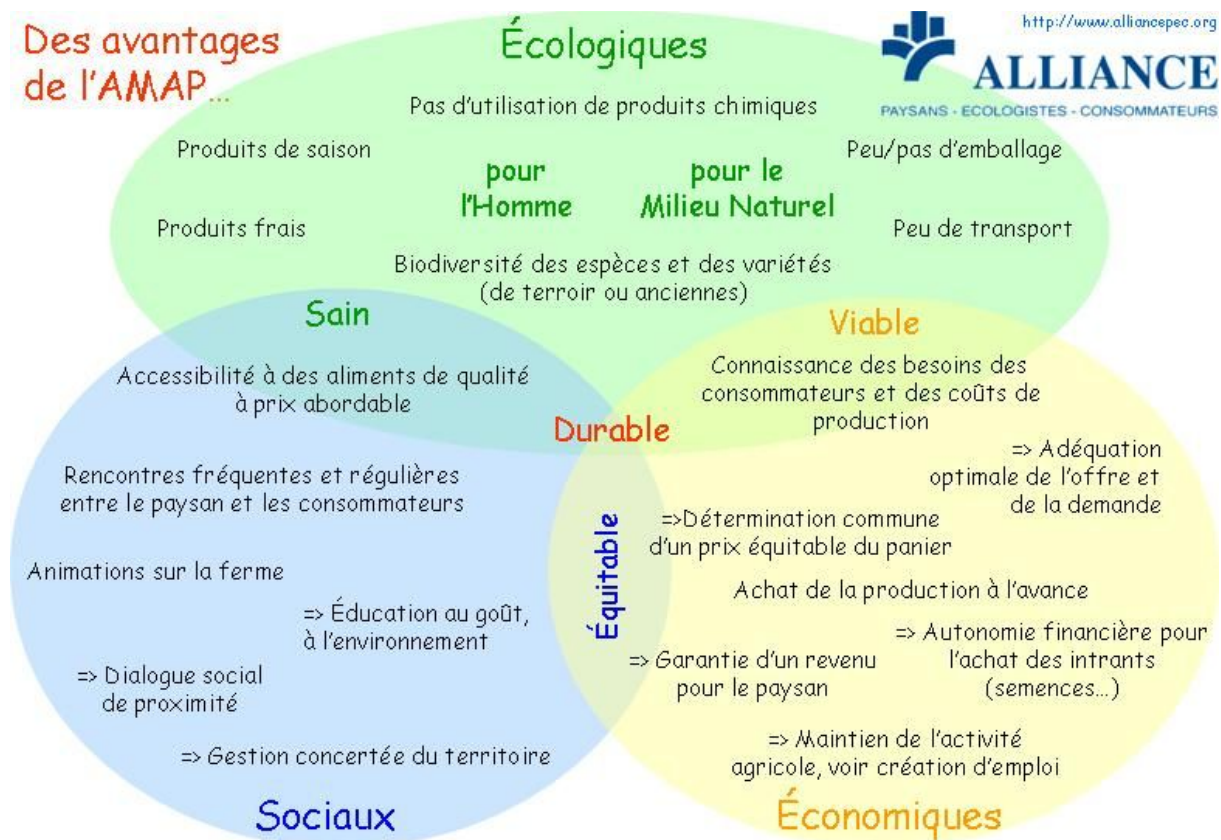 Des avantages
de l'AMAP...
Écologiques
http://www.alliancepec.org
ALLIANCE
PAYSANS - ECOLOGISTES - CONSOMMATEURS
Pas d'utilisation de produits chimiques
Produits de saison
Peu/pas d'emballage
pour
l'Homme
pour le
Milieu Naturel
Produits frais
Peu de transport
Biodiversité des espèces et des variétés
(de terroir ou anciennes)
Sain
Viable
Accessibilité à des aliments de qualité
à prix abordable
Connaissance des besoins des
consommateurs et des coûts de
production
Durable
=> Adéquation
optimale de l'offre et
de la demande
Rencontres fréquentes et régulières
entre le paysan et les consommateurs
Équitable
=>Détermination commune
d'un prix équitable du panier
Animations sur la ferme
Achat de la production à l'avance
=> Éducation au goût,
à l'environnement
=> Autonomie financière pour
l'achat des intrants
(semences...)
=> Garantie d'un revenu
pour le paysan
=> Dialogue social
de proximité
=> Gestion concertée du territoire
=> Maintien de l'activité
agricole, voir création d'emploi
Sociaux
Économiques